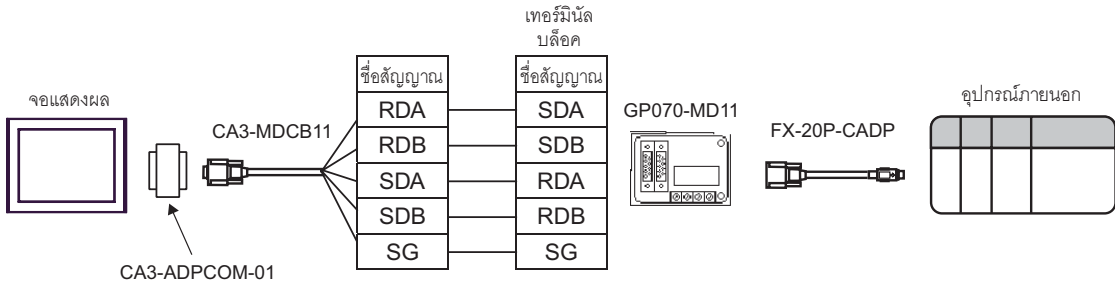 เทอร์มินัล
บล็อค
ชื่อสัญญาณ
ชื่อสัญญาณ
จอแสดงผล
อุปกรณ์ภายนอก
RDA
SDA
GP070-MD11
CA3-MDCB11
FX-20P-CADP
RDB
SDB
SDA
RDA
SDB
RDB
SG
SG
CA3-ADPCOM-01